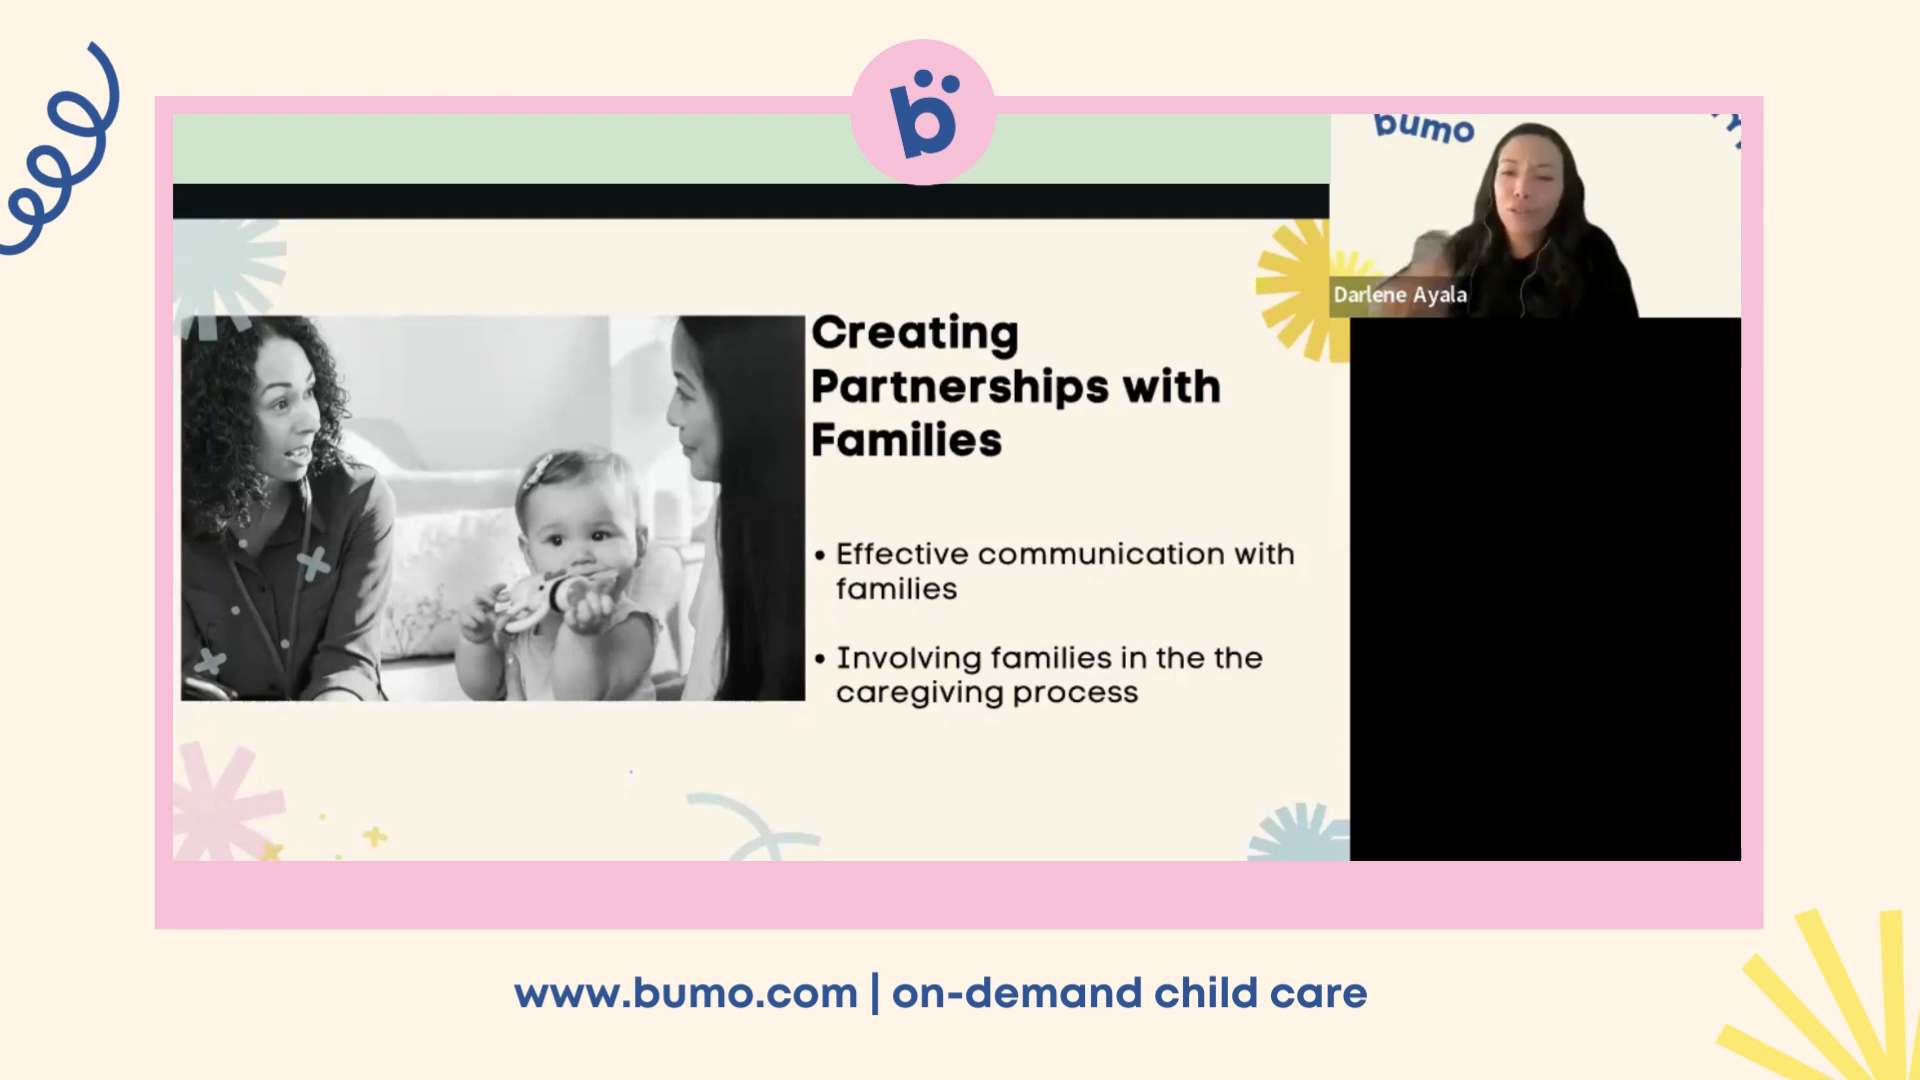 b
bumo
Darlene Ayala
Creating
Partnerships with
Families
• Effective communication with
families
• Involving families in the the
caregiving process
www.bumo.com | on-demand child care